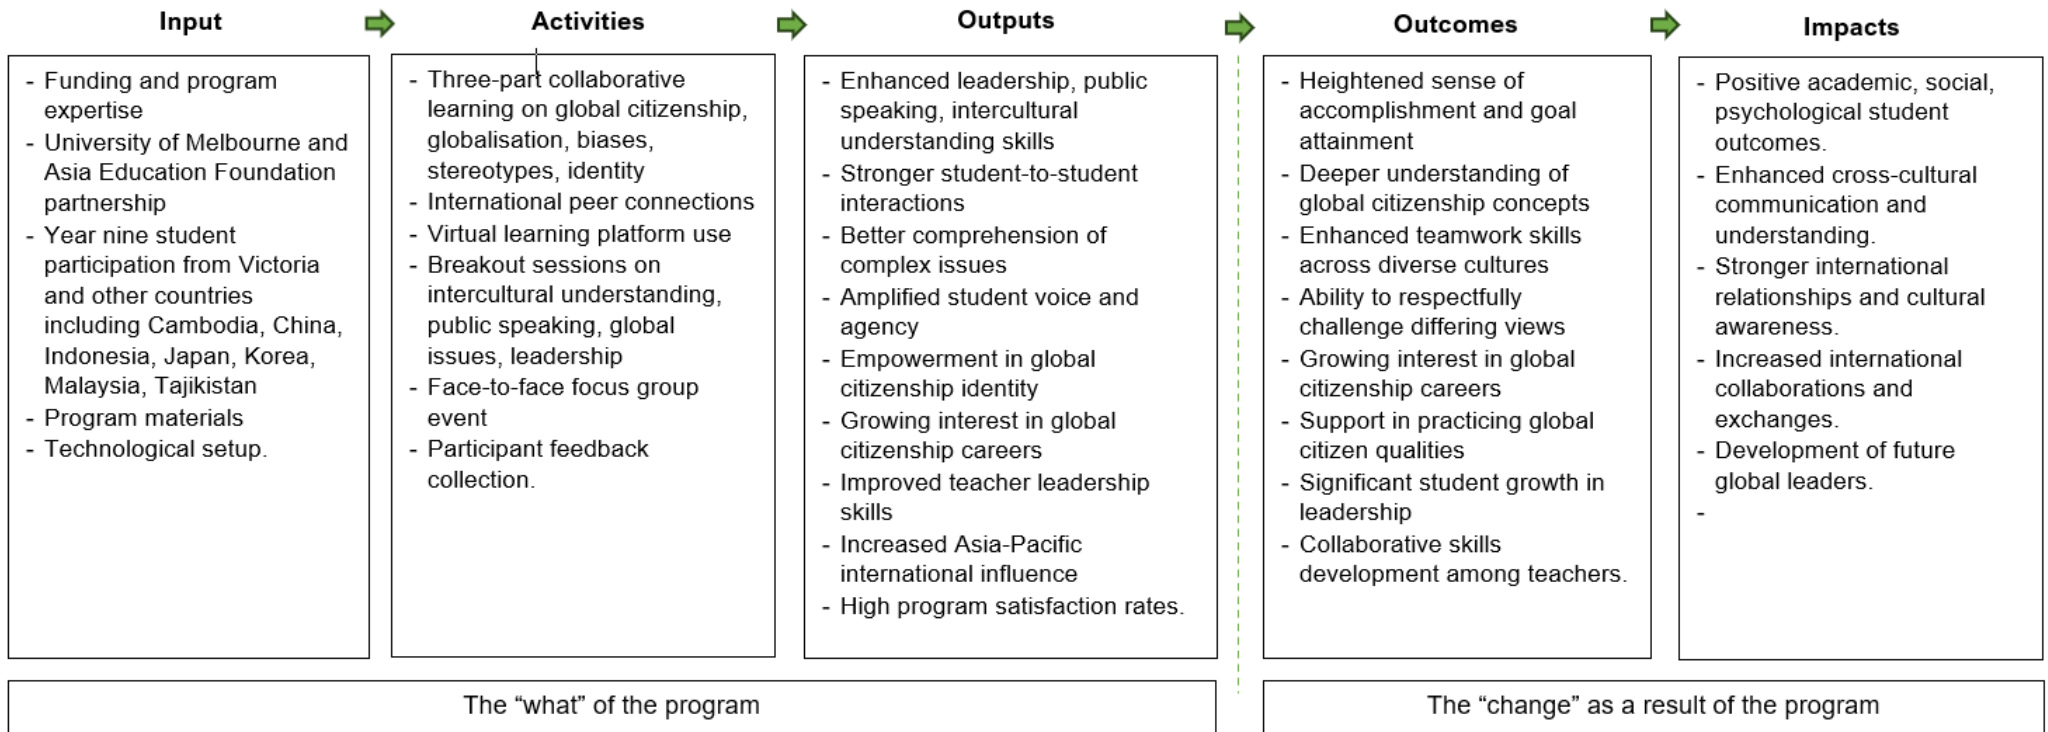 Input
Activities
Outputs
Outcomes
Impacts
- Funding and program
expertise
- University of Melbourne and
Asia Education Foundation
partnership
- Year nine student
participation from Victoria
and other countries
including Cambodia, China,
Indonesia, Japan, Korea,
Malaysia, Tajikistan
- Program materials
- Technological setup.
- Three-part collaborative
learning on global citizenship,
globalisation, biases,
stereotypes, identity
- International peer connections
- Virtual learning platform use
- Breakout sessions on
intercultural understanding,
public speaking, global
issues, leadership
- Face-to-face focus group
event
- Participant feedback
collection.
- Enhanced leadership, public
speaking, intercultural
understanding skills
- Stronger student-to-student
interactions
- Better comprehension of
complex issues
- Amplified student voice and
agency
- Empowerment in global
citizenship identity
- Growing interest in global
citizenship careers
- Improved teacher leadership
skills
- Increased Asia-Pacific
international influence
- High program satisfaction rates.
- Heightened sense of
accomplishment and goal
attainment
- Deeper understanding of
global citizenship concepts
- Enhanced teamwork skills
across diverse cultures
- Ability to respectfully
challenge differing views
- Growing interest in global
citizenship careers
- Support in practicing global
citizen qualities
- Significant student growth in
leadership
- Collaborative skills
development among teachers.
- Positive academic, social,
psychological student
outcomes.
- Enhanced cross-cultural
communication and
understanding.
- Stronger international
relationships and cultural
awareness.
- Increased international
collaborations and
exchanges.
- Development of future
global leaders.
-
The “what” of the program
The “change” as a result of the program